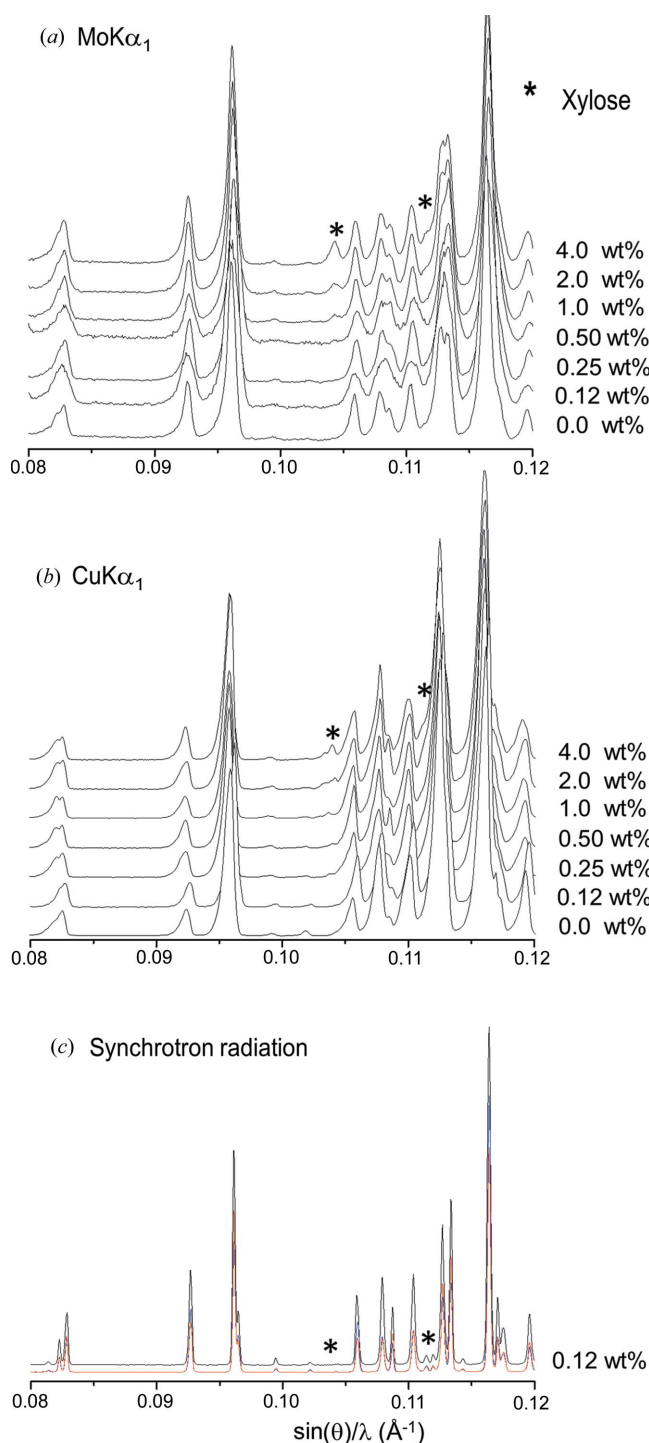 (a) MoKα₁
* Xylose
*
*
4.0 wt%
2.0 wt%
1.0 wt%
0.50 wt%
0.25 wt%
0.12 wt%
0.0 wt%
0.08 0.09 0.10 0.11 0.12
(b) CuKα₁
*
*
4.0 wt%
2.0 wt%
1.0 wt%
0.50 wt%
0.25 wt%
0.12 wt%
0.0 wt%
0.08 0.09 0.10 0.11 0.12
(c) Synchrotron radiation
* *
0.12 wt%
0.08 0.09 0.10 0.11 0.12
sin(θ)/λ (Å⁻¹)